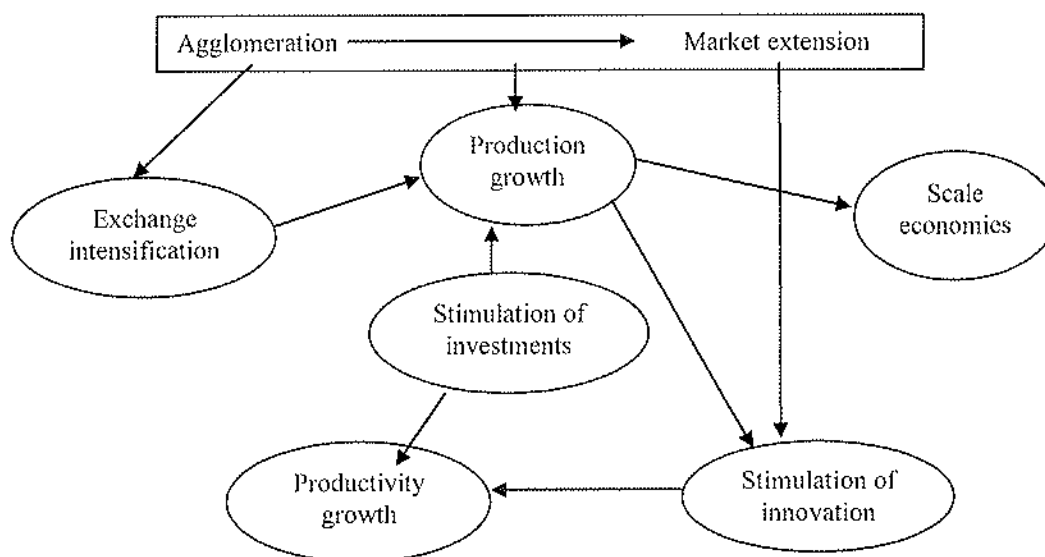 Agglomeration
Market extension
Production
growth
Scale
economies
Exchange
intensification
Stimulation of
investments
Productivity
growth
Stimulation of
innovation